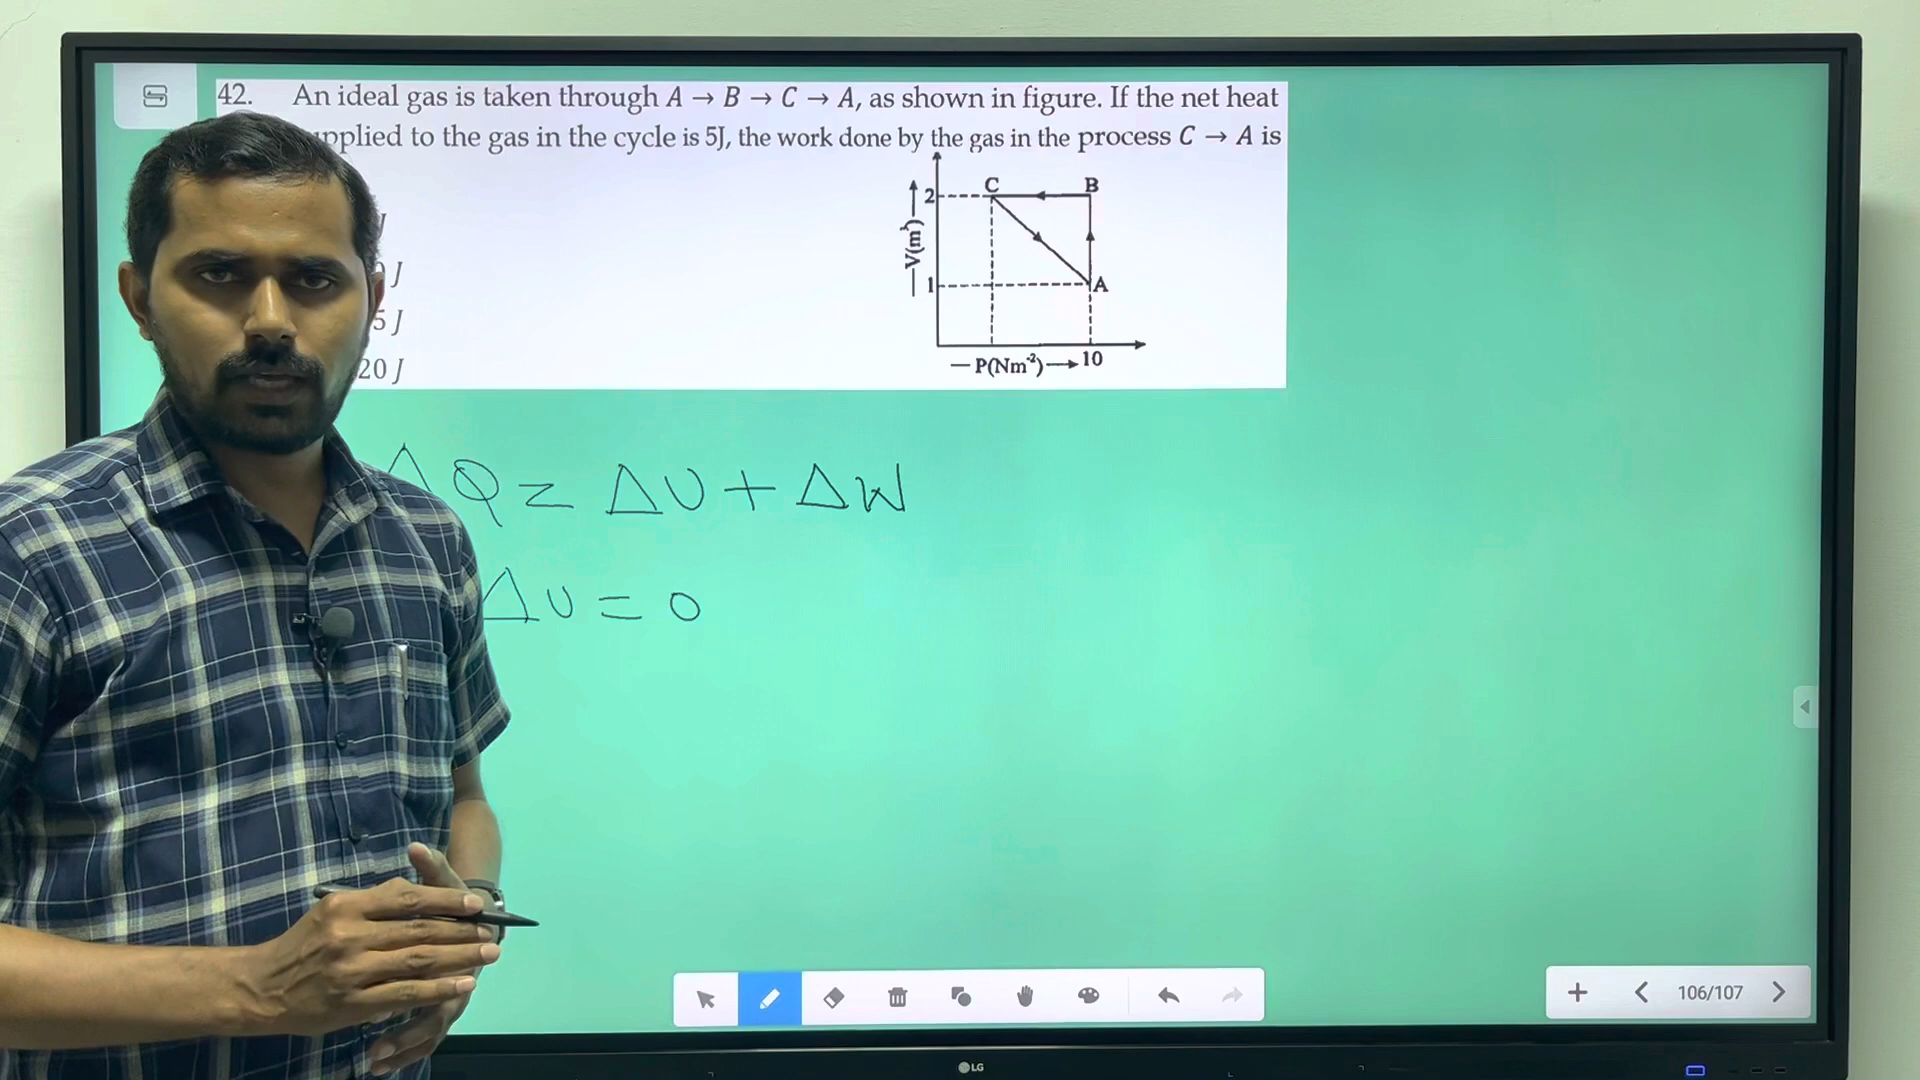 42. An ideal gas is taken through A → B → C → A, as shown in figure. If the net heat
applied to the gas in the cycle is 5J, the work done by the gas in the process C → A is
J
J
5 J
20 J
C B
2
V(m³)
1 A
P(Nm⁻²) 10
ΔQ = ΔU + ΔW
ΔU = 0
106/107
LG